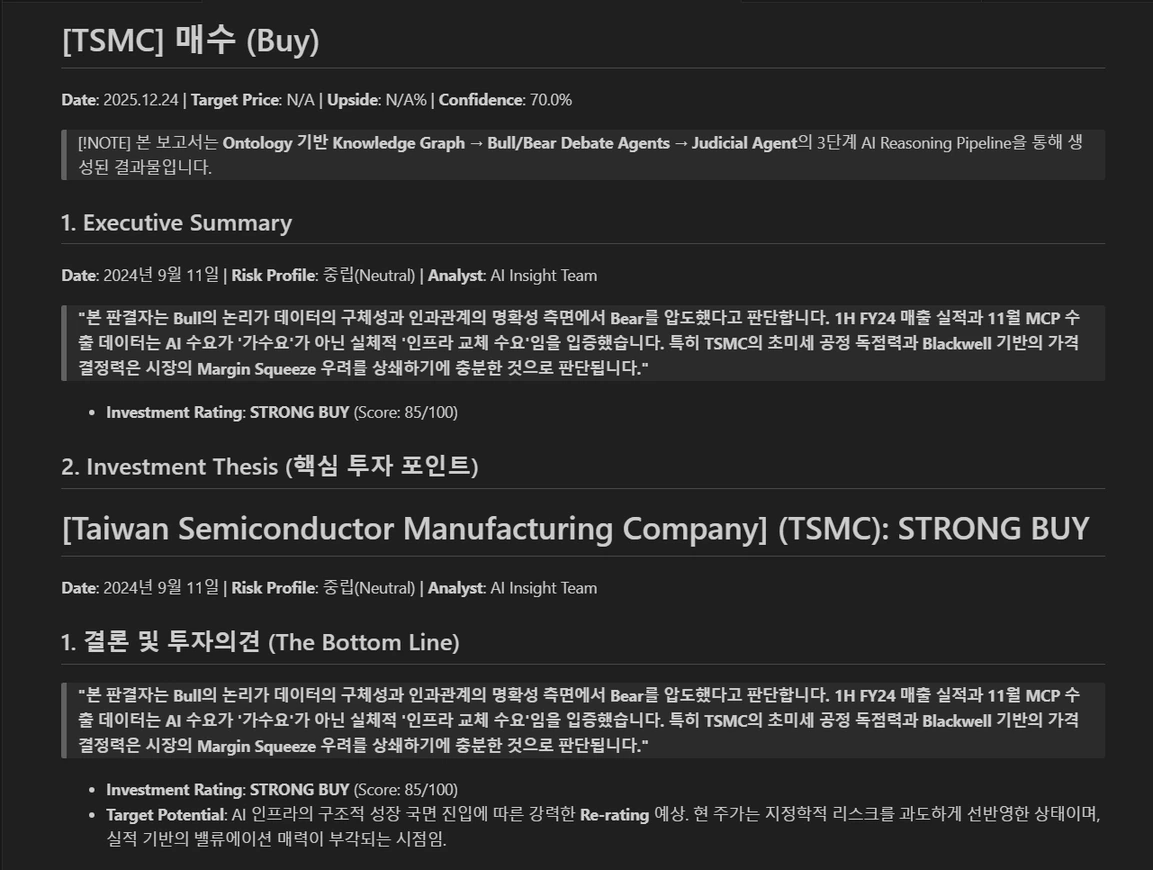 [TSMC] 매수 (Buy)
Date: 2025.12.24 | Target Price: N/A | Upside: N/A% | Confidence: 70.0%
[!NOTE] 본 보고서는 Ontology 기반 Knowledge Graph → Bull/Bear Debate Agents → Judicial Agent의 3단계 AI Reasoning Pipeline을 통해 생
성된 결과물입니다.
1. Executive Summary
Date: 2024년 9월 11일 | Risk Profile: 중립(Neutral) | Analyst: AI Insight Team
"본 판결자는 Bull의 논리가 데이터의 구체성과 인과관계의 명확성 측면에서 Bear를 압도했다고 판단합니다. 1H FY24 매출 실적과 11월 MCP 수
출 데이터는 AI 수요가 '가수요'가 아닌 실체적 '인프라 교체 수요'임을 입증했습니다. 특히 TSMC의 초미세 공정 독점력과 Blackwell 기반의 가격
결정력은 시장의 Margin Squeeze 우려를 상쇄하기에 충분한 것으로 판단됩니다."
• Investment Rating: STRONG BUY (Score: 85/100)
2. Investment Thesis (핵심 투자 포인트)
[Taiwan Semiconductor Manufacturing Company] (TSMC): STRONG BUY
Date: 2024년 9월 11일 | Risk Profile: 중립(Neutral) | Analyst: AI Insight Team
1. 결론 및 투자의견 (The Bottom Line)
"본 판결자는 Bull의 논리가 데이터의 구체성과 인과관계의 명확성 측면에서 Bear를 압도했다고 판단합니다. 1H FY24 매출 실적과 11월 MCP 수
출 데이터는 AI 수요가 '가수요'가 아닌 실체적 '인프라 교체 수요'임을 입증했습니다. 특히 TSMC의 초미세 공정 독점력과 Blackwell 기반의 가격
결정력은 시장의 Margin Squeeze 우려를 상쇄하기에 충분한 것으로 판단됩니다."
• Investment Rating: STRONG BUY (Score: 85/100)
• Target Potential: AI 인프라의 구조적 성장 국면 진입에 따른 강력한 Re-rating 예상. 현 주가는 지정학적 리스크를 과도하게 선반영한 상태이며,
실적 기반의 밸류에이션 매력이 부각되는 시점임.